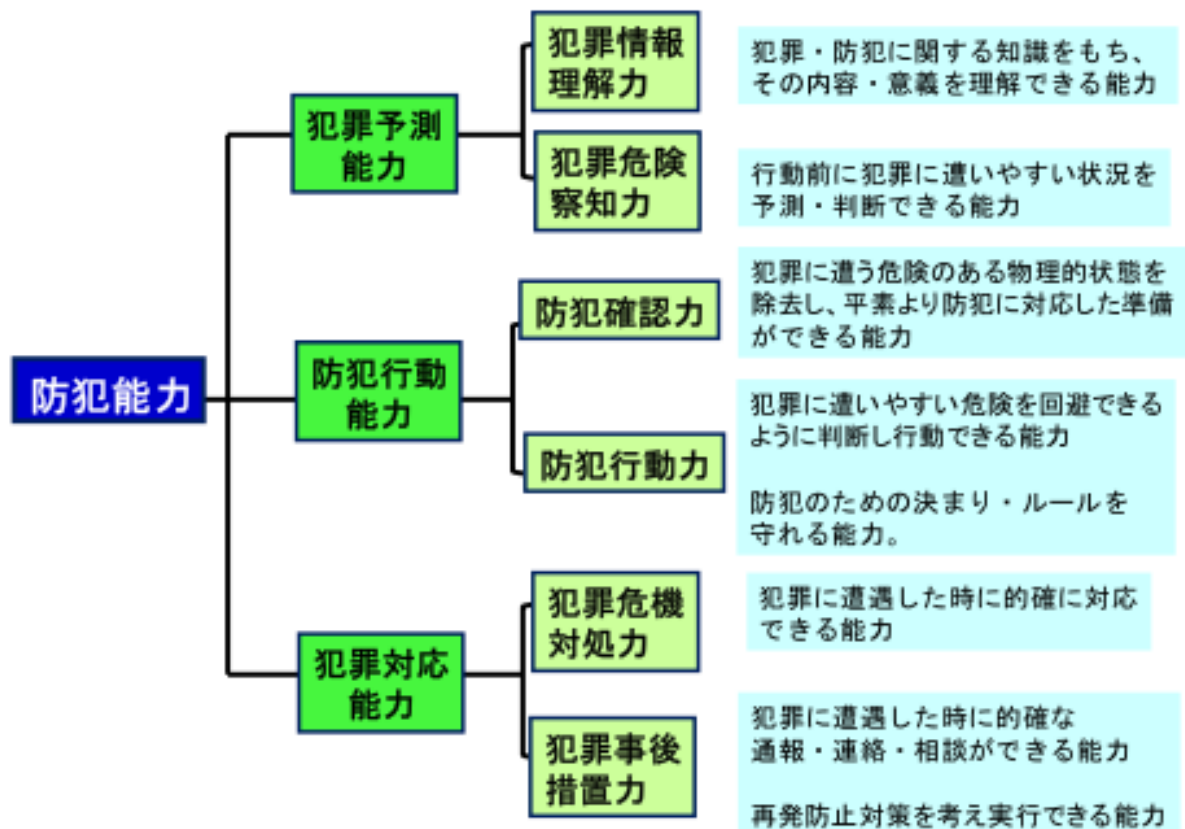 防犯能力
犯罪予測
能力
犯罪情報
理解力
犯罪・防犯に関する知識をもち、
その内容・意義を理解できる能力
犯罪危険
察知力
行動前に犯罪に遭いやすい状況を
予測・判断できる能力
防犯行動
能力
防犯確認力
犯罪に遭う危険のある物理的状態を
除去し、平素より防犯に対応した準備
ができる能力
防犯行動力
犯罪に遭いやすい危険を回避できる
ように判断し行動できる能力
防犯のための決まり・ルールを
守れる能力。
犯罪対応
能力
犯罪危機
対処力
犯罪に遭遇した時に的確に対応
できる能力
犯罪事後
措置力
犯罪に遭遇した時に的確な
通報・連絡・相談ができる能力
再発防止対策を考え実行できる能力